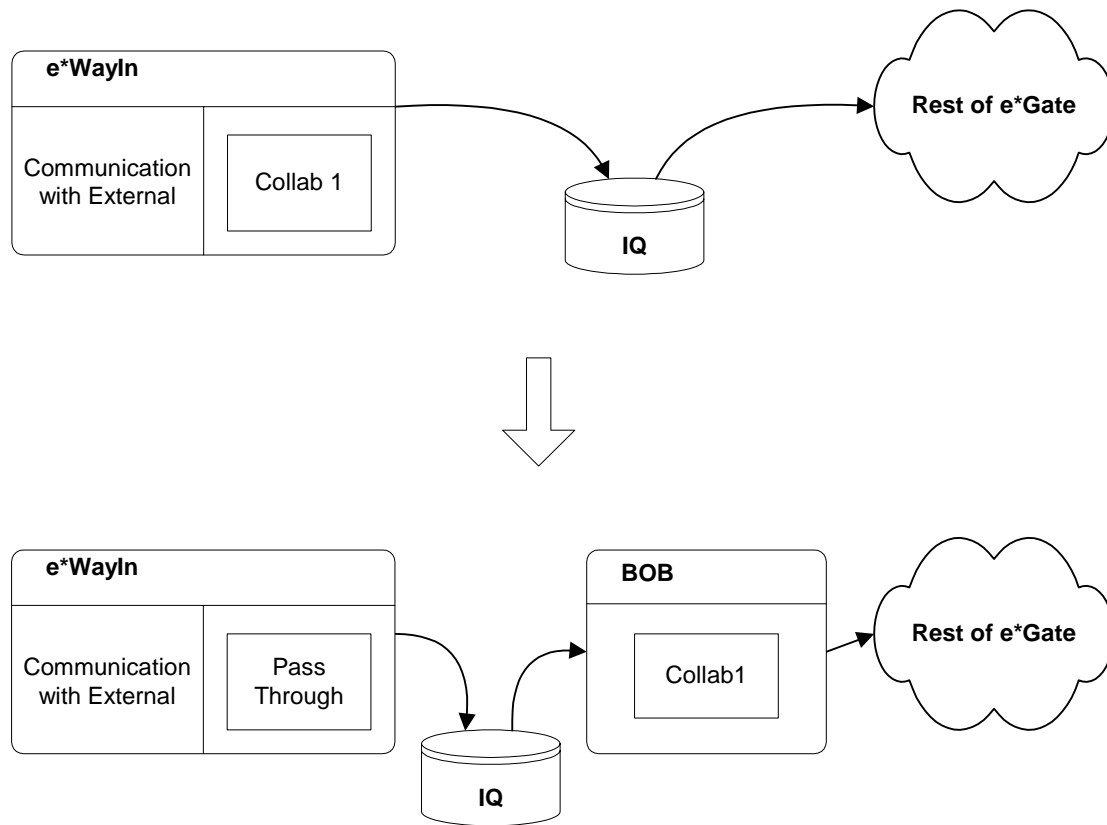 e*WayIn
Communication
with External
Collab 1
IQ
Rest of e*Gate
e*WayIn
Communication
with External
Pass
Through
IQ
BOB
Collab1
Rest of e*Gate